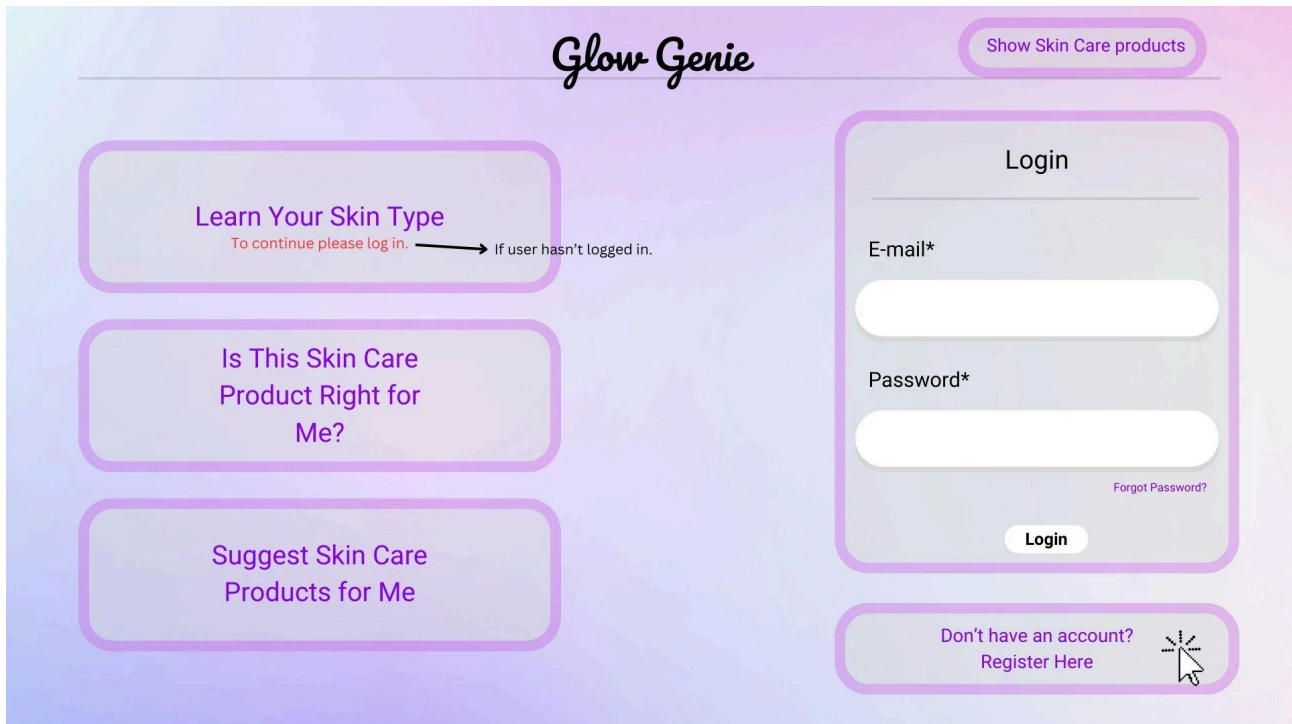 Glow Genie
Show Skin Care products
Learn Your Skin Type
To continue please log in.
If user hasn't logged in.
Is This Skin Care
Product Right for
Me?
Suggest Skin Care
Products for Me
Login
E-mail*
Password*
Forgot Password?
Login
Don't have an account?
Register Here